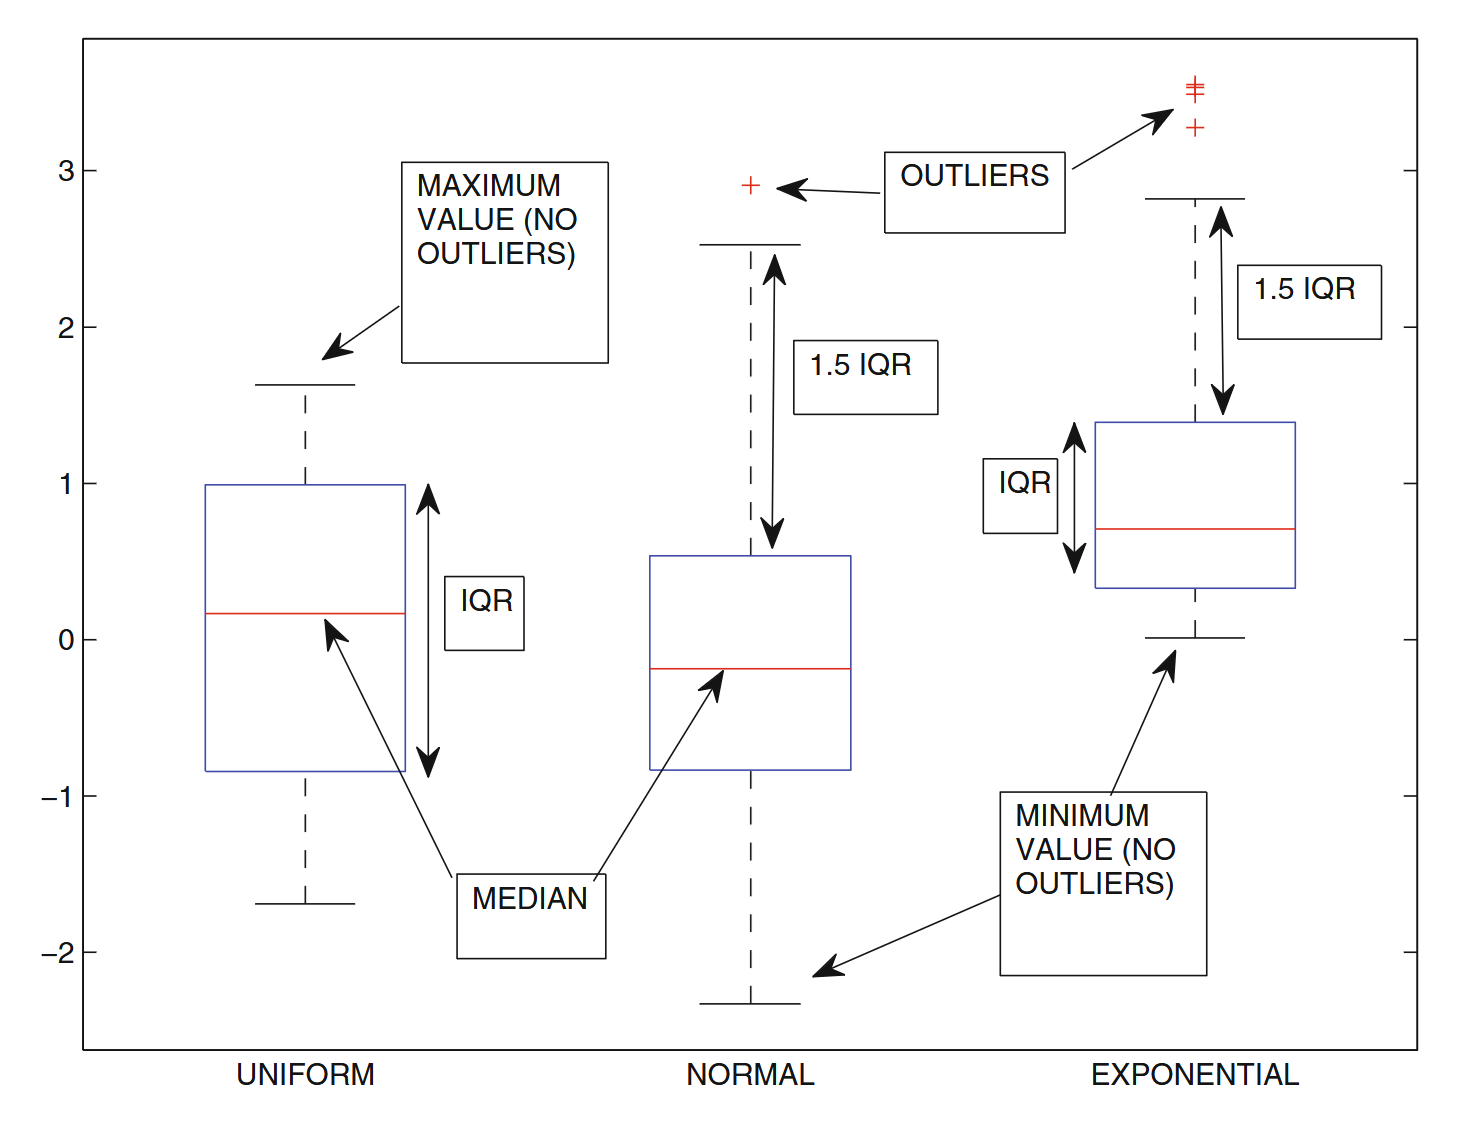 3
2
1
0
−1
−2
MAXIMUM
VALUE (NO
OUTLIERS)
OUTLIERS
1.5 IQR
1.5 IQR
IQR
IQR
MEDIAN
MINIMUM
VALUE (NO
OUTLIERS)
UNIFORM
NORMAL
EXPONENTIAL